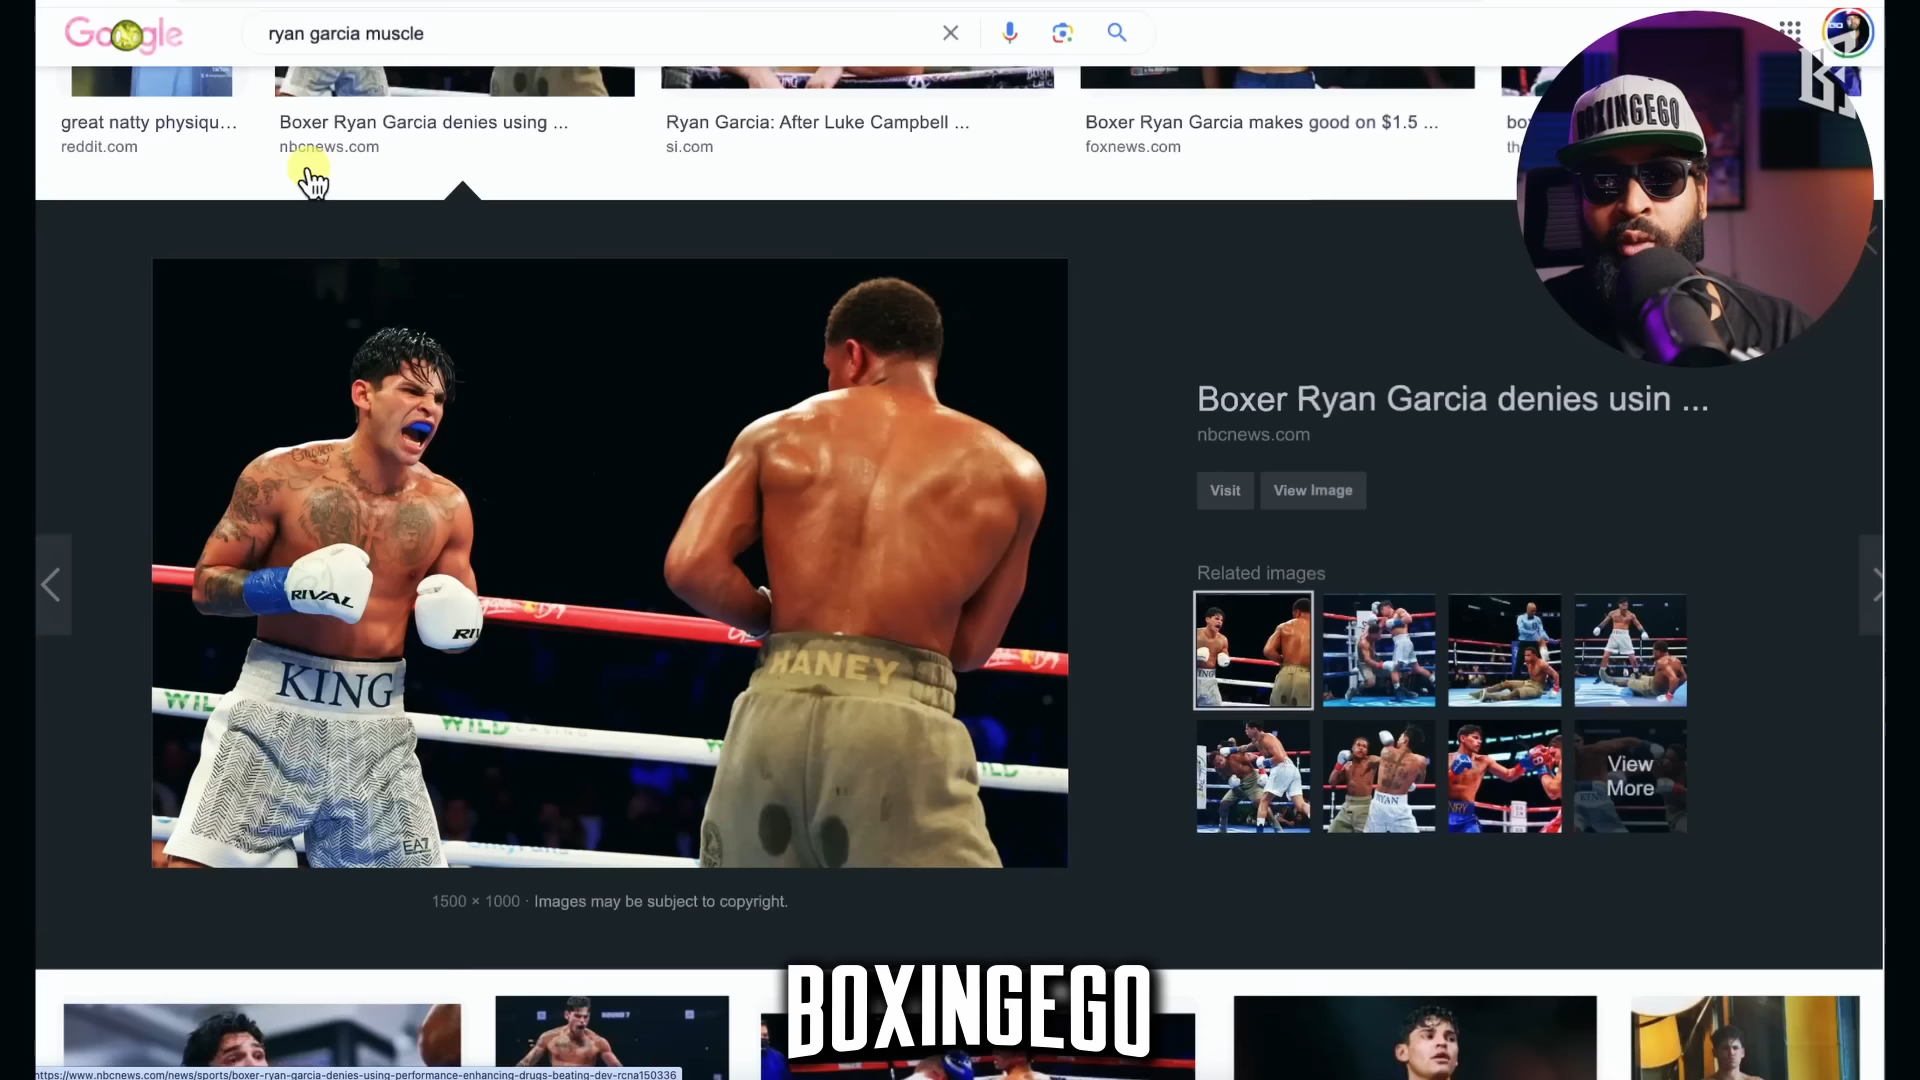 Google
ryan garcia muscle
great natty physiqu...
reddit.com
Boxer Ryan Garcia denies using ...
nbcnews.com
Ryan Garcia: After Luke Campbell ...
si.com
Boxer Ryan Garcia makes good on $1.5 ...
foxnews.com
BOXINGEGO
Boxer Ryan Garcia denies usin ...
nbcnews.com
Visit
View Image
Related images
View
More
RIVAL
KING
HANEY
WILD
EA7
RYAN
1500 × 1000 · Images may be subject to copyright.
BOXINGEGO
https://www.nbcnews.com/news/sports/boxer-ryan-garcia-denies-using-performance-enhancing-drugs-beating-dev-rcna150336